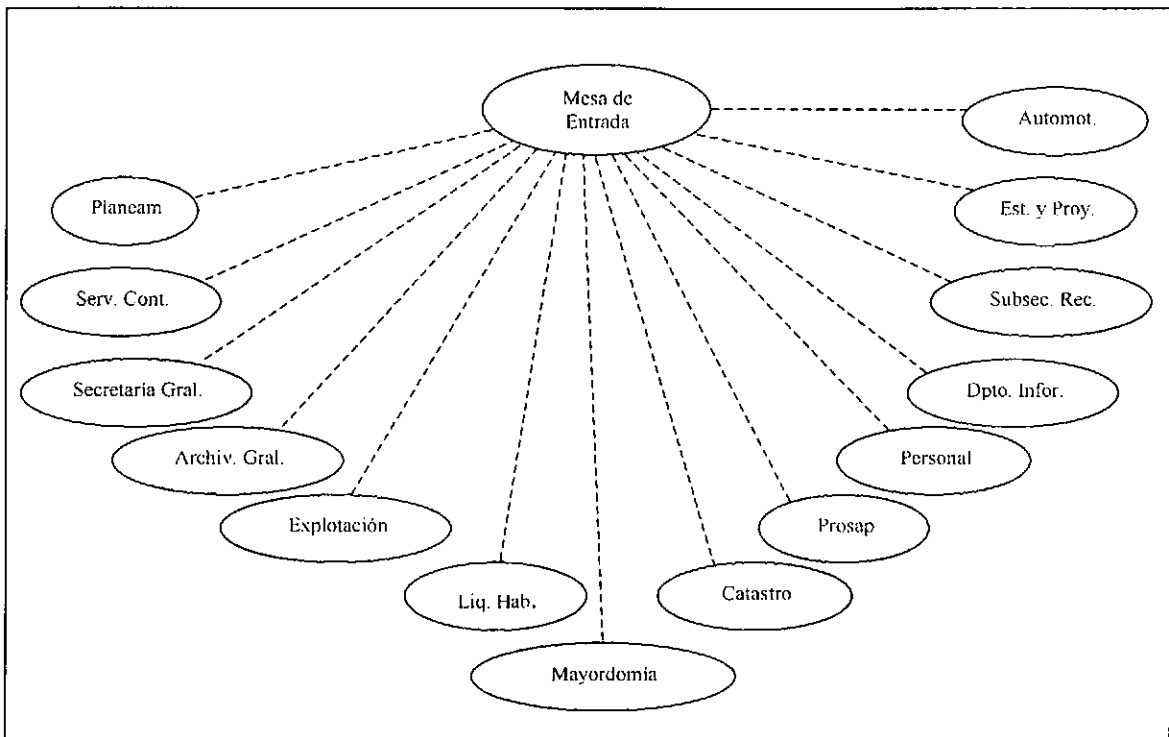 Mesa de
Entrada
Automot.
Planeam
Est. y Proy.
Serv. Cont.
Subsec. Rec.
Secretaria Gral.
Dpto. Infor.
Archiv. Gral.
Personal
Explotación
Prosap
Liq. Hab.
Catastro
Mayordomía